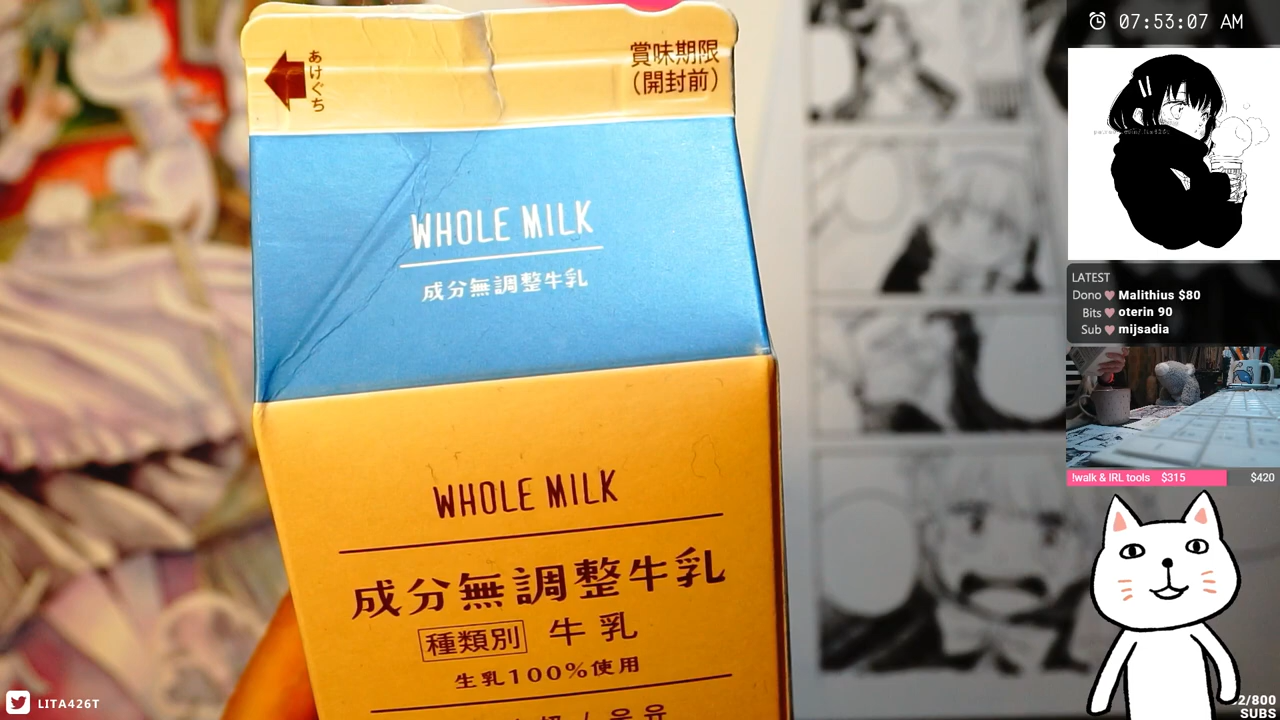 あけぐち
賞味期限
(開封前)
WHOLE MILK
成分無調整牛乳
WHOLE MILK
成分無調整牛乳
種類別 牛乳
生乳100%使用
07:53:07 AM
LATEST
Dono ♥ Malithius $80
Bits ♥ oterin 90
Sub ♥ mijsadia
!walk & IRL tools $315 $420
2/800
SUBS
LITA426T